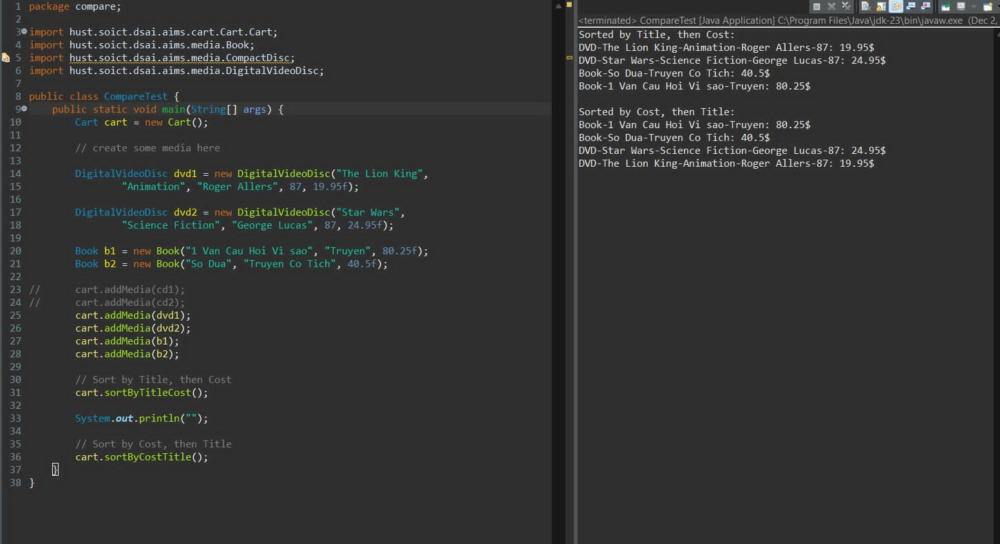 1 package compare;
2
3 import hust.soict.dsai.aims.cart.Cart.Cart;
4 import hust.soict.dsai.aims.media.Book;
5 import hust.soict.dsai.aims.media.CompactDisc;
6 import hust.soict.dsai.aims.media.DigitalVideoDisc;
7
8 public class CompareTest {
9     public static void main(String[] args) {
10         Cart cart = new Cart();
11
12         // create some media here
13
14         DigitalVideoDisc dvd1 = new DigitalVideoDisc("The Lion King",
15                 "Animation", "Roger Allers", 87, 19.95f);
16
17         DigitalVideoDisc dvd2 = new DigitalVideoDisc("Star Wars",
18                 "Science Fiction", "George Lucas", 87, 24.95f);
19
20         Book b1 = new Book("1 Van Cau Hoi Vi sao", "Truyen", 80.25f);
21         Book b2 = new Book("So Dua", "Truyen Co Tich", 40.5f);
22
23 //      cart.addMedia(cd1);
24 //      cart.addMedia(cd2);
25         cart.addMedia(dvd1);
26         cart.addMedia(dvd2);
27         cart.addMedia(b1);
28         cart.addMedia(b2);
29
30         // Sort by Title, then Cost
31         cart.sortByTitleCost();
32
33         System.out.println("");
34
35         // Sort by Cost, then Title
36         cart.sortByCostTitle();
37     }
38 }
<terminated> CompareTest [Java Application] C:\Program Files\Java\jdk-23\bin\javaw.exe (Dec 2,
Sorted by Title, then Cost:
DVD-The Lion King-Animation-Roger Allers-87: 19.95$
DVD-Star Wars-Science Fiction-George Lucas-87: 24.95$
Book-So Dua-Truyen Co Tich: 40.5$
Book-1 Van Cau Hoi Vi sao-Truyen: 80.25$

Sorted by Cost, then Title:
Book-1 Van Cau Hoi Vi sao-Truyen: 80.25$
Book-So Dua-Truyen Co Tich: 40.5$
DVD-Star Wars-Science Fiction-George Lucas-87: 24.95$
DVD-The Lion King-Animation-Roger Allers-87: 19.95$